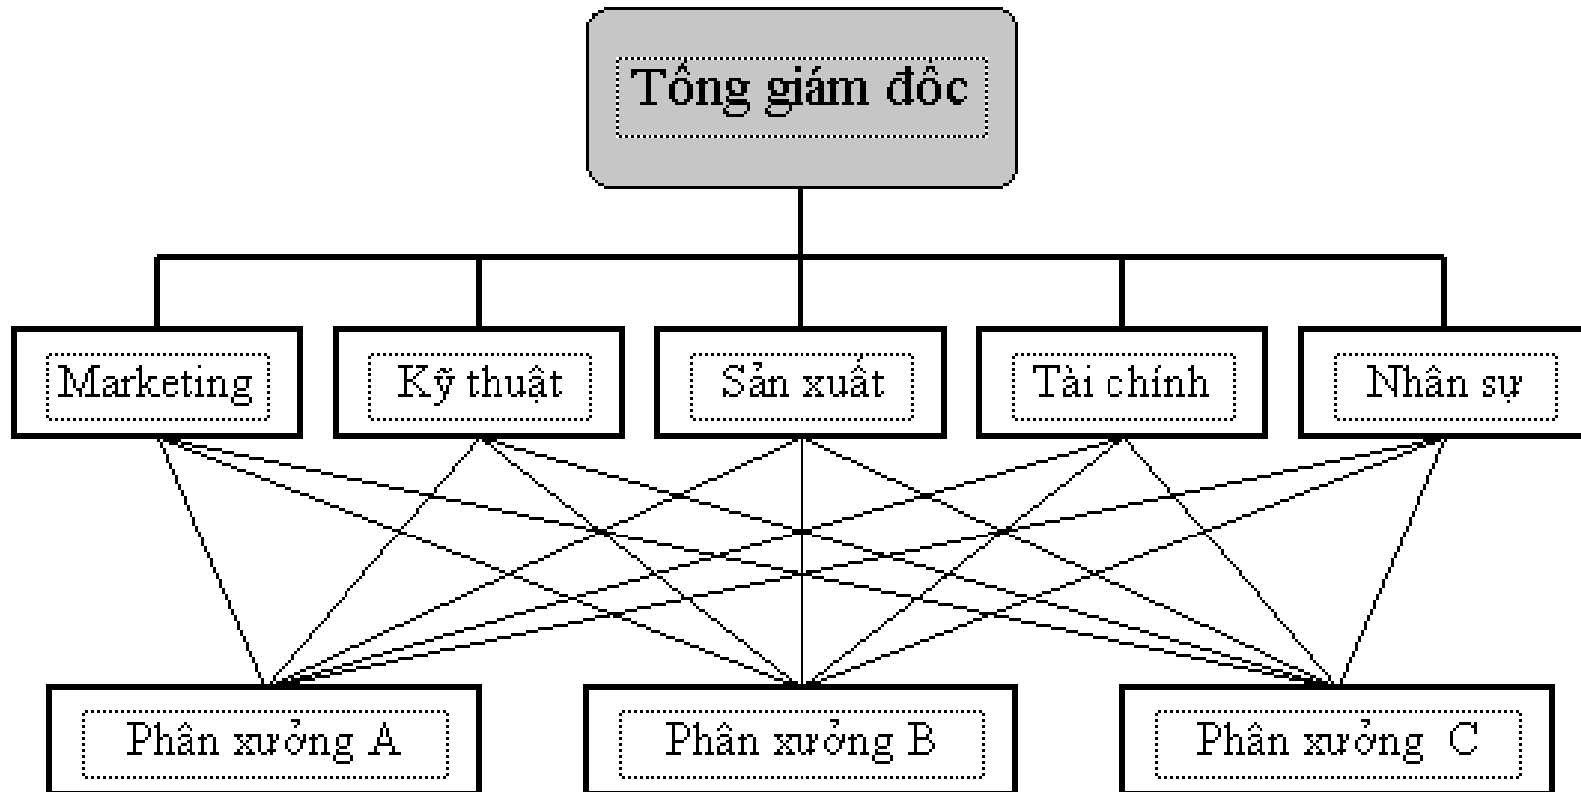 Tổng giám đốc
Marketing
Kỹ thuật
Sản xuất
Tài chính
Nhân sự
Phân xưởng A
Phân xưởng B
Phân xưởng C